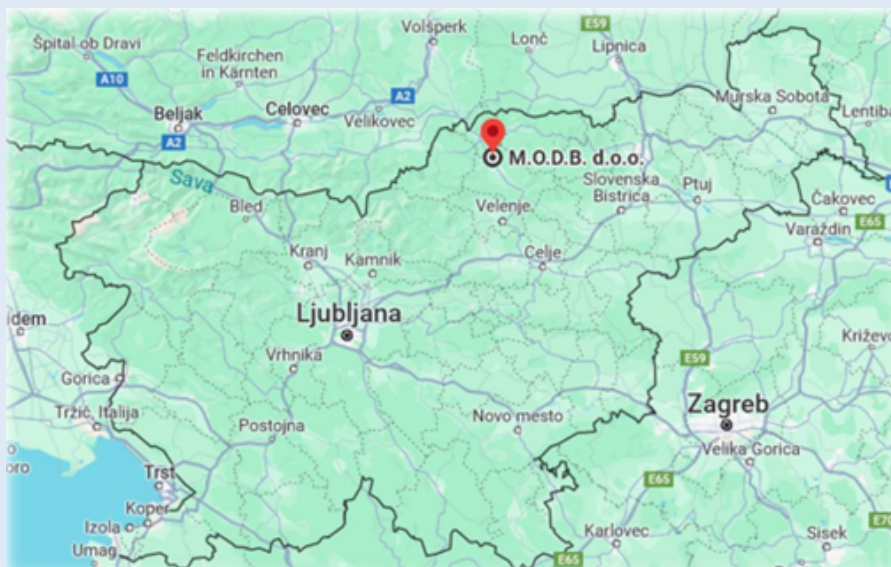 E59
Volšperk
Lonč
Lipnica
Špital ob Dravi
A10
Feldkirchen
in Kärnten
A2
Beljak
Celovec
Velikovec
Murska Sobota
Lentiba
A2
M.O.D.B. d.o.o.
Sava
Bled
Velenje
Slovenska
Bistrica
Ptuj
Čakovec
E65
Varaždin
Kranj
Kamnik
Celje
Ljubljana
idem
Vrhnika
E59
Križevc
Gorica
Tržič, Italija
Postojna
Novo mesto
Zagreb
Velika Gorica
oro
Trst
Koper
Izola
Umag
E65
E65
Karlovec
E70
Sisek